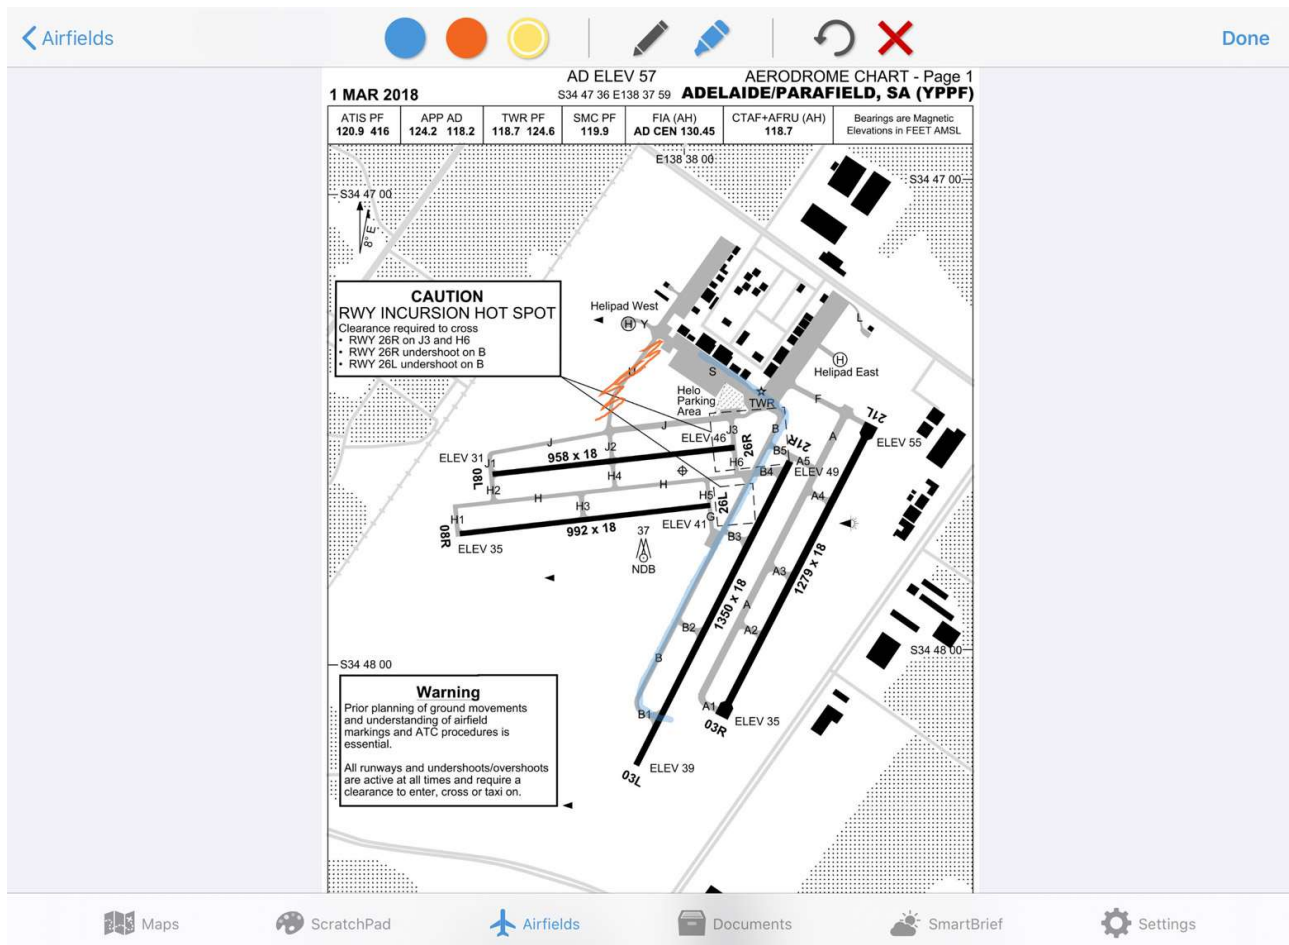 Airfields
Done
AD ELEV 57
AERODROME CHART - Page 1
1 MAR 2018
S34 47 36 E138 37 59
ADELAIDE/PARAFIELD, SA (YPPF)
ATIS PF
120.9 416
APP AD
124.2 118.2
TWR PF
118.7 124.6
SMC PF
119.9
FIA (AH)
AD CEN 130.45
CTAF+AFRU (AH)
118.7
Bearings are Magnetic
Elevations in FEET AMSL
E138 38 00
S34 47 00
S34 47 00
8° E
CAUTION
RWY INCURSION HOT SPOT
Clearance required to cross
• RWY 26R on J3 and H6
• RWY 26R undershoot on B
• RWY 26L undershoot on B
Helipad West
H Y
L
H
Helipad East
U
S
Helo
Parking
Area
TWR
F
21L
J
J
J2
J3
ELEV 46
26R
B
21R
A
ELEV 55
ELEV 31
J1
958 x 18
B5
A5
08L
H2
H4
H6
B4
ELEV 49
H
H
H3
H5
26L
A4
H1
G
08R
992 x 18
ELEV 41
ELEV 35
37
NDB
B3
A3
1279 x 18
1350 x 18
A
B2
A2
B
S34 48 00
S34 48 00
Warning
Prior planning of ground movements
and understanding of airfield
markings and ATC procedures is
essential.
All runways and undershoots/overshoots
are active at all times and require a
clearance to enter, cross or taxi on.
B1
A1
03R
ELEV 35
03L
ELEV 39
Maps
ScratchPad
Airfields
Documents
SmartBrief
Settings